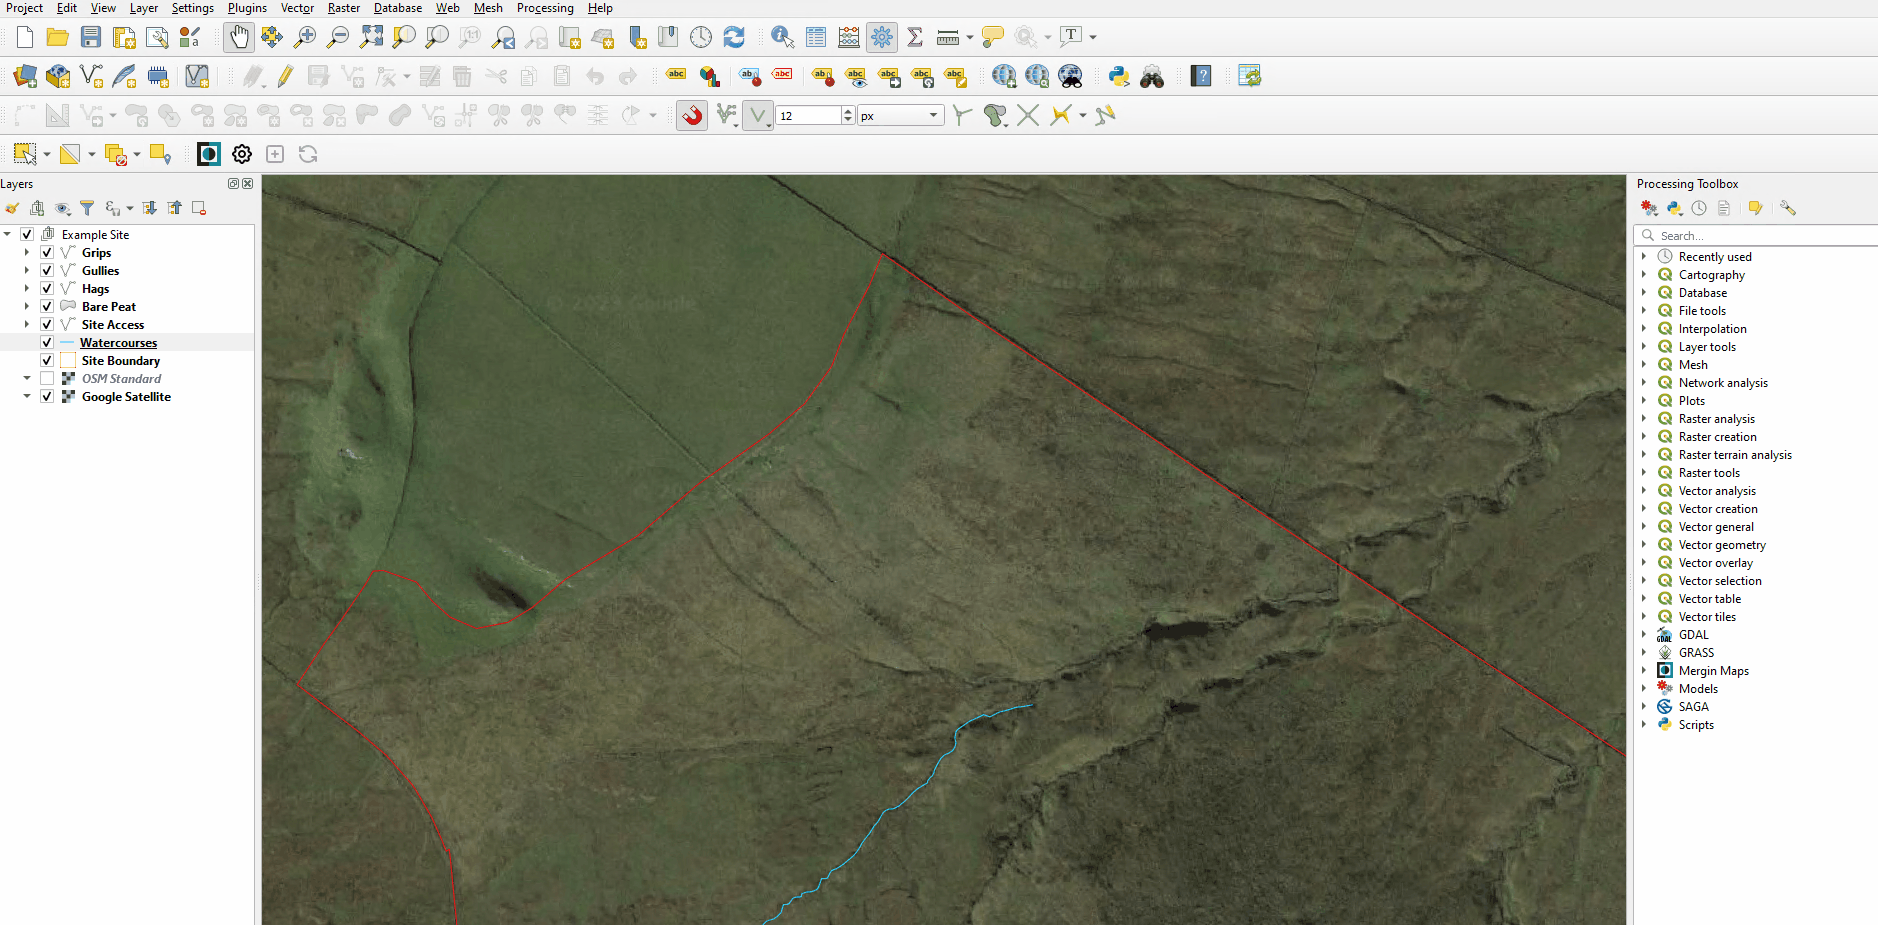 Project Edit View Layer Settings Plugins Vector Raster Database Web Mesh Processing Help
12 px
Layers
Processing Toolbox
Search...
Example Site
Grips
Gullies
Hags
Bare Peat
Site Access
Watercourses
Site Boundary
OSM Standard
Google Satellite
Recently used
Cartography
Database
File tools
Interpolation
Layer tools
Mesh
Network analysis
Plots
Raster analysis
Raster creation
Raster terrain analysis
Raster tools
Vector analysis
Vector creation
Vector general
Vector geometry
Vector overlay
Vector selection
Vector table
Vector tiles
GDAL
GRASS
Mergin Maps
Models
SAGA
Scripts